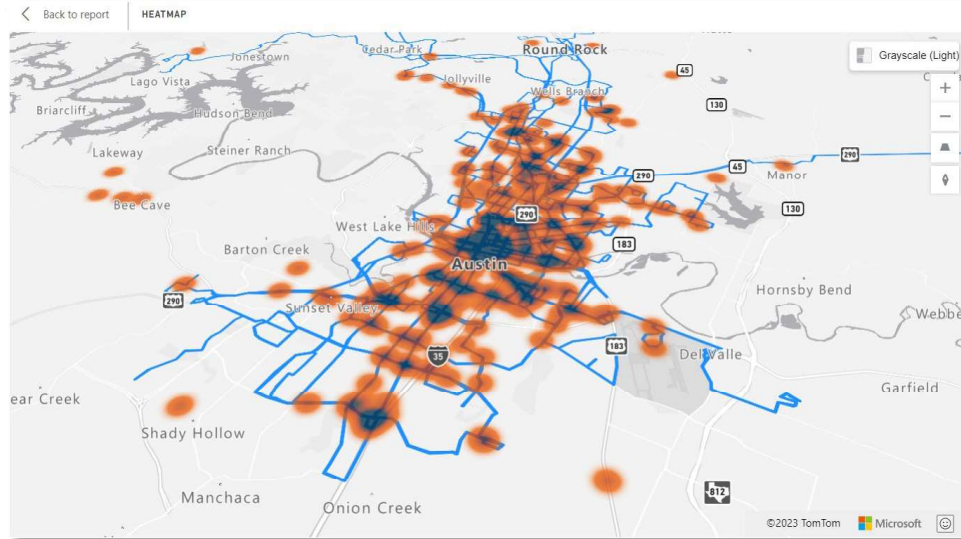 Back to report
HEATMAP
Grayscale (Light)
Jonestown
Cedar Park
Round Rock
45
Lago Vista
Jollyville
Wells Branch
130
Briarcliff
Hudson Bend
Lakeway
Steiner Ranch
290
45
290
Manor
Bee Cave
130
290
West Lake Hills
183
Barton Creek
Austin
290
Sunset Valley
Hornsby Bend
Webbe
35
183
Del Valle
Garfield
ear Creek
Shady Hollow
Manchaca
Onion Creek
812
©2023 TomTom
Microsoft